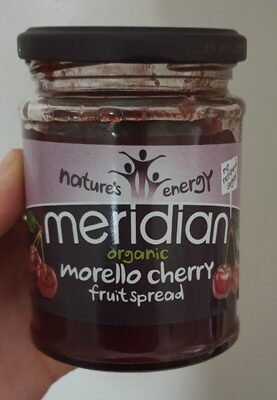 nature's energy
meridian
organic
morello cherry
fruit spread